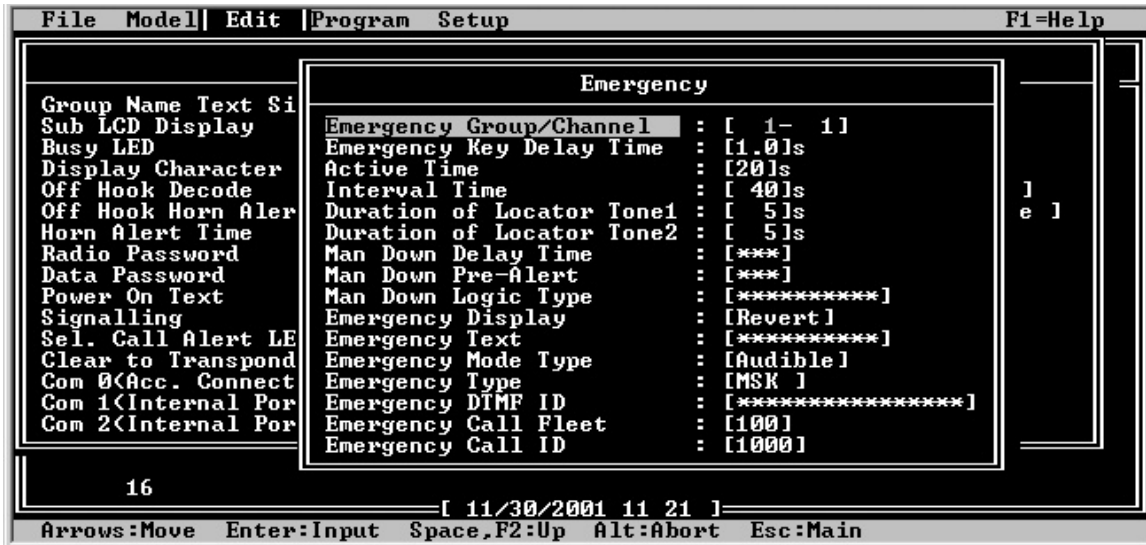 File Model Edit Program Setup F1=Help
Emergency
Group Name Text Si
Sub LCD Display Emergency Group/Channel : [ 1- 1]
Busy LED Emergency Key Delay Time : [1.0]s
Display Character Active Time : [20]s
Off Hook Decode Interval Time : [ 40]s ]
Off Hook Horn Aler Duration of Locator Tone1 : [ 5]s e ]
Horn Alert Time Duration of Locator Tone2 : [ 5]s
Radio Password Man Down Delay Time : [***]
Data Password Man Down Pre-Alert : [***]
Power On Text Man Down Logic Type : [**********]
Signalling Emergency Display : [Revert]
Sel. Call Alert LE Emergency Text : [**********]
Clear to Transpond Emergency Mode Type : [Audible]
Com 0(Acc. Connect Emergency Type : [MSK ]
Com 1(Internal Por Emergency DTMF ID : [****************]
Com 2(Internal Por Emergency Call Fleet : [100]
Emergency Call ID : [1000]
16
[ 11/30/2001 11 21 ]
Arrows:Move Enter:Input Space,F2:Up Alt:Abort Esc:Main